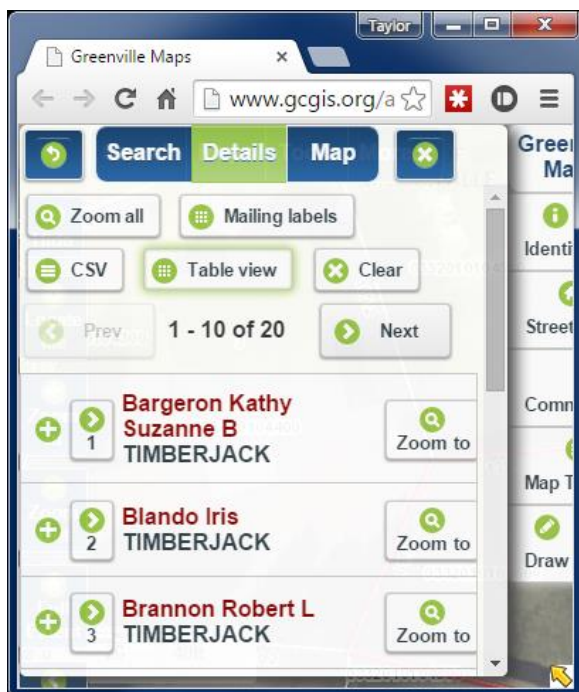 Taylor
Greenville Maps
www.gcgis.org/a
Search Details Map
Zoom all Mailing labels
CSV Table view Clear
Prev 1 - 10 of 20 Next
Bargeron Kathy
Suzanne B
TIMBERJACK
1
Zoom to
Blando Iris
TIMBERJACK
2
Zoom to
Brannon Robert L
TIMBERJACK
3
Zoom to
Gree
Ma
Identi
Street
Comm
Map T
Draw